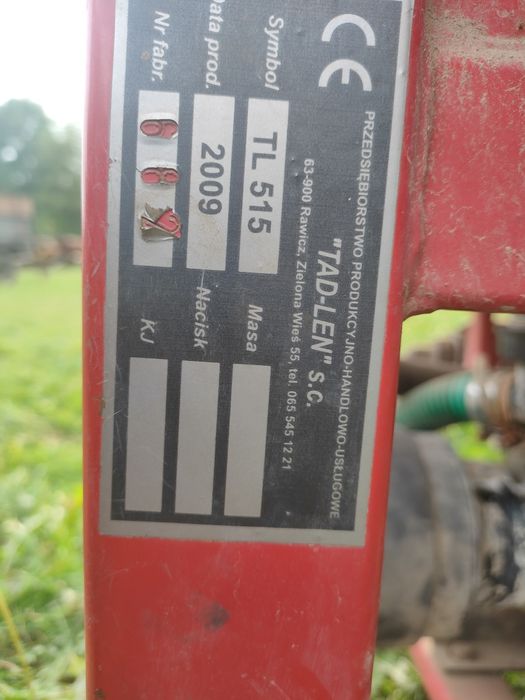 CE
PRZEDSIĘBIORSTWO PRODUKCYJNO-HANDLOWO-USŁUGOWE
"TAD-LEN" s.c.
63-900 Rawicz, Zielona Wieś 55, tel. 065 545 12 21
Symbol TL 515 Masa
Data prod. 2009 Nacisk
Nr fabr. KJ